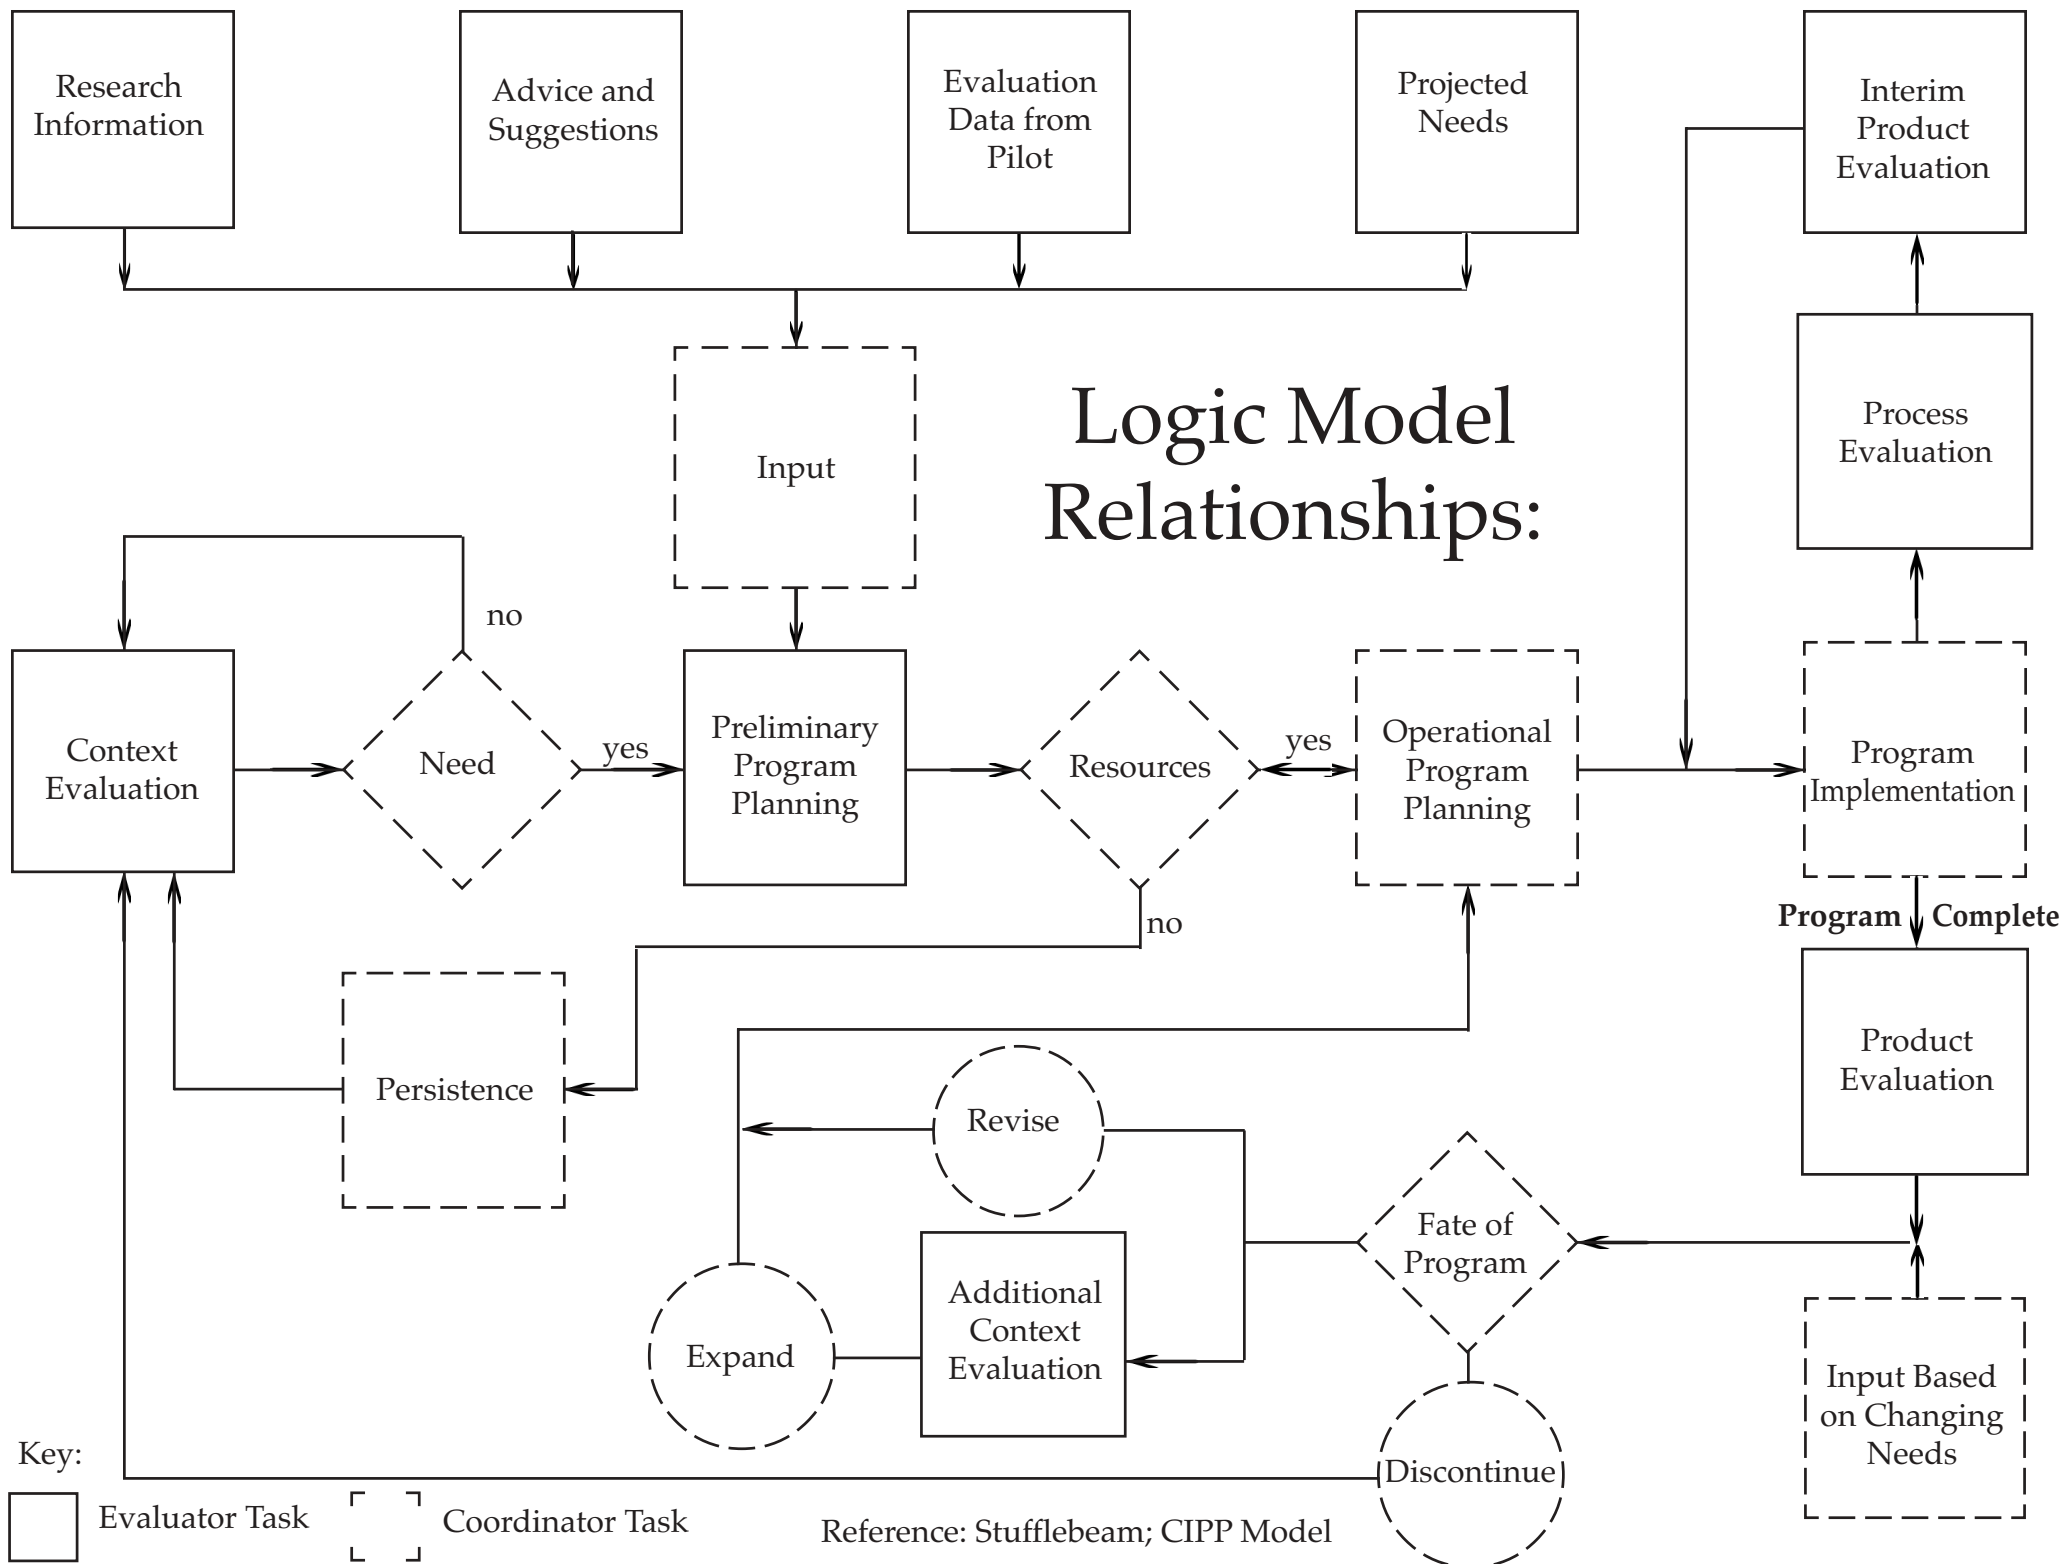 Research
Information
Advice and
Suggestions
Evaluation
Data from
Pilot
Projected
Needs
Interim
Product
Evaluation
Input
Logic Model
Relationships:
Process
Evaluation
no
Context
Evaluation
Need
yes
Preliminary
Program
Planning
Resources
yes
Operational
Program
Planning
Program
Implementation
no
Program Complete
Persistence
Revise
Product
Evaluation
Fate of
Program
Expand
Additional
Context
Evaluation
Input Based
on Changing
Needs
Discontinue
Key:
Evaluator Task
Coordinator Task
Reference: Stufflebeam; CIPP Model